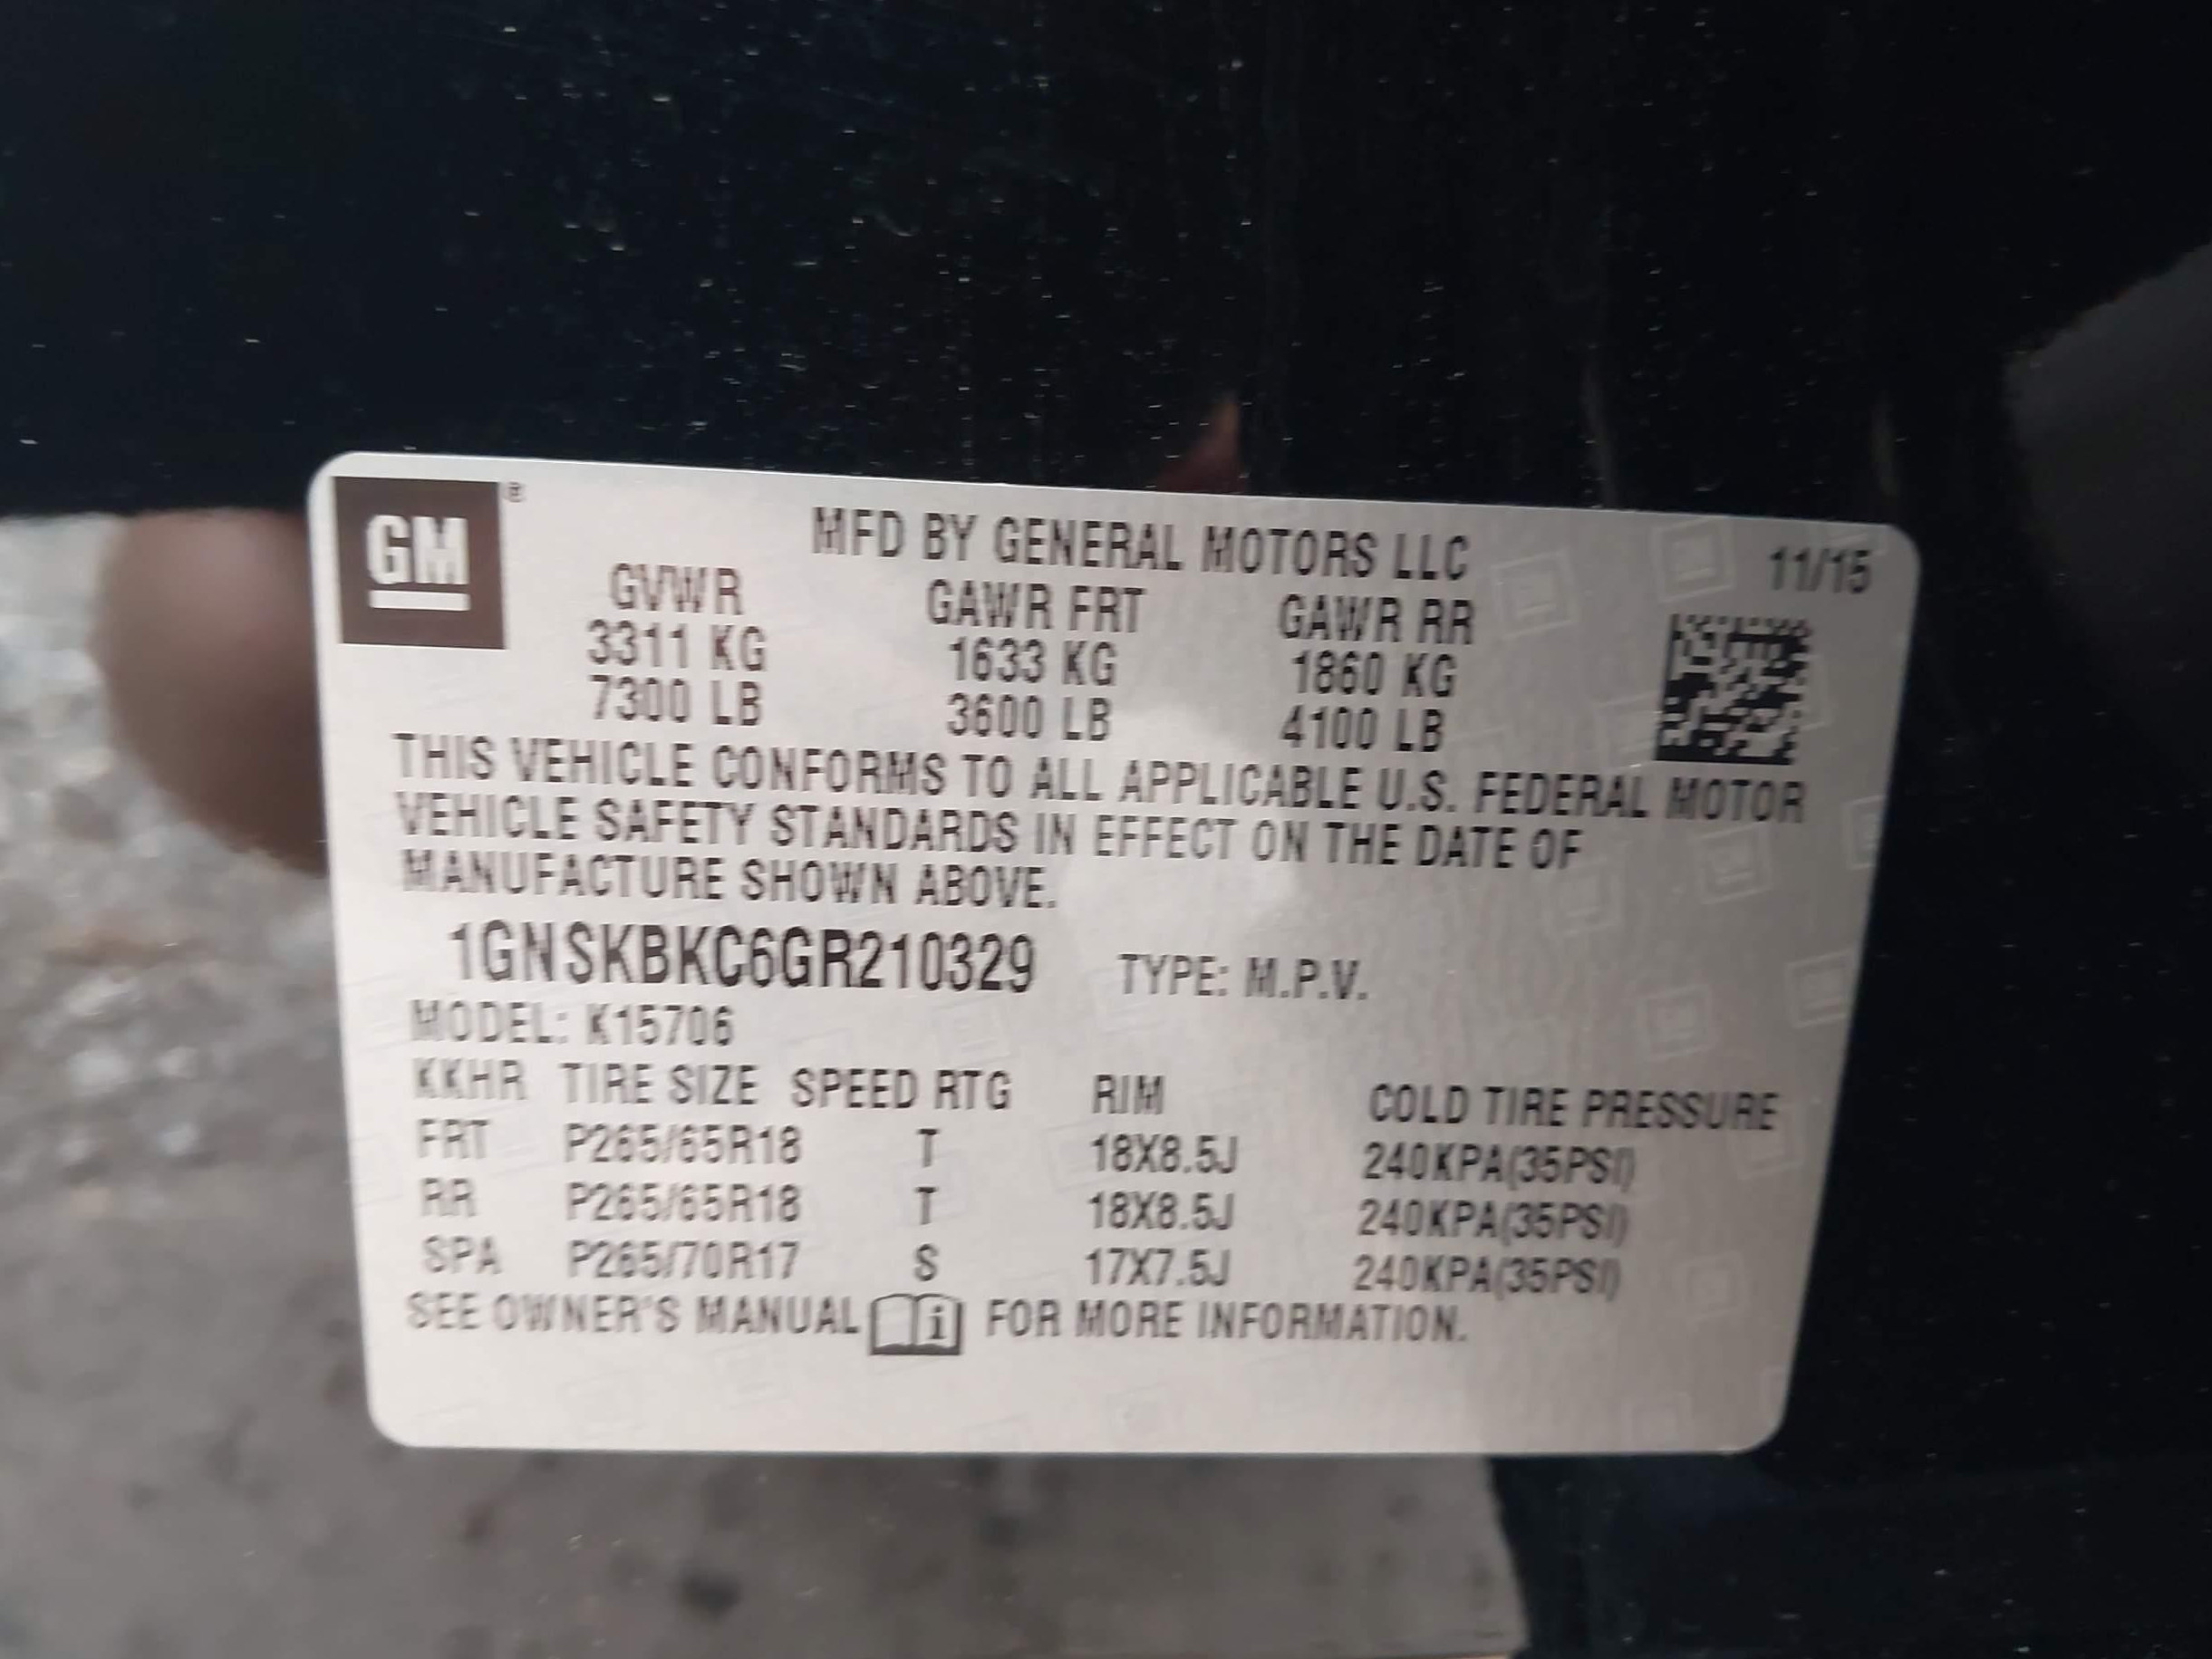 GM ®
MFD BY GENERAL MOTORS LLC 11/15
GVWR GAWR FRT GAWR RR
3311 KG 1633 KG 1860 KG
7300 LB 3600 LB 4100 LB
THIS VEHICLE CONFORMS TO ALL APPLICABLE U.S. FEDERAL MOTOR
VEHICLE SAFETY STANDARDS IN EFFECT ON THE DATE OF
MANUFACTURE SHOWN ABOVE.
1GNSKBKC6GR210329 TYPE: M.P.V.
MODEL: K15706
KKHR TIRE SIZE SPEED RTG RIM COLD TIRE PRESSURE
FRT P265/65R18 T 18X8.5J 240KPA(35PSI)
RR P265/65R18 T 18X8.5J 240KPA(35PSI)
SPA P265/70R17 S 17X7.5J 240KPA(35PSI)
SEE OWNER'S MANUAL i FOR MORE INFORMATION.